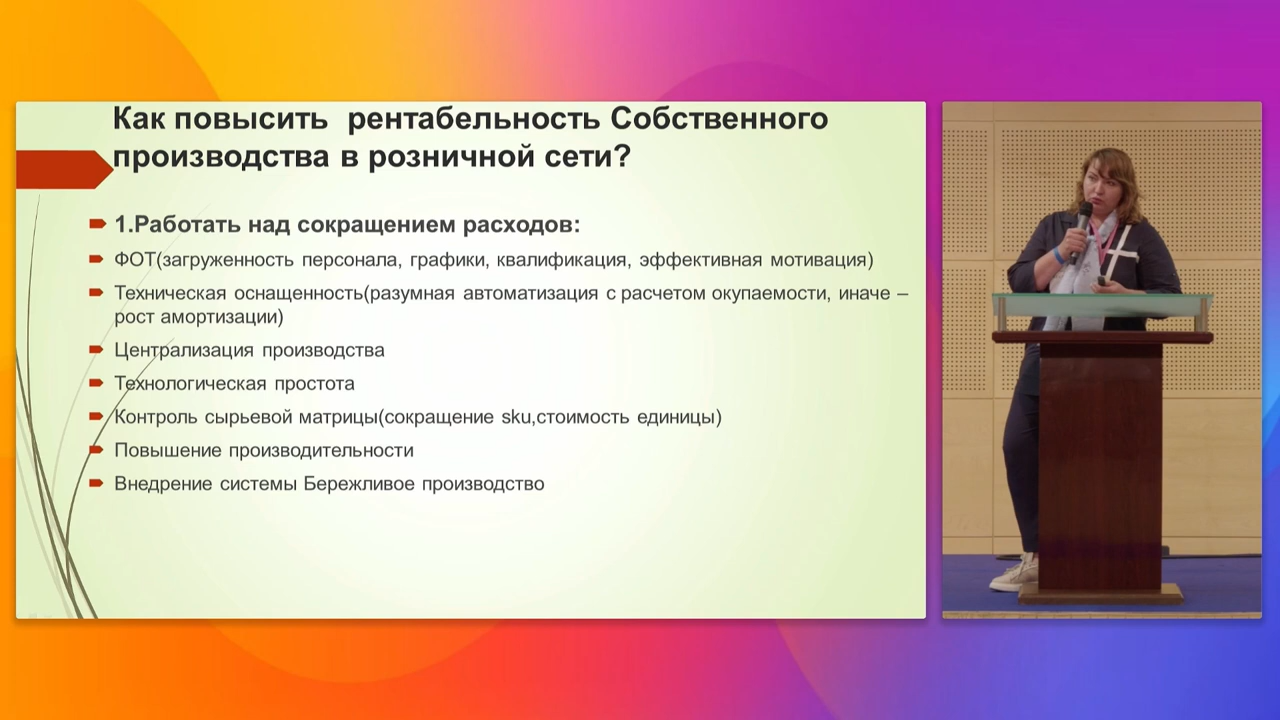 Как повысить рентабельность Собственного
производства в розничной сети?
1.Работать над сокращением расходов:
ФОТ(загруженность персонала, графики, квалификация, эффективная мотивация)
Техническая оснащенность(разумная автоматизация с расчетом окупаемости, иначе –
рост амортизации)
Централизация производства
Технологическая простота
Контроль сырьевой матрицы(сокращение sku,стоимость единицы)
Повышение производительности
Внедрение системы Бережливое производство